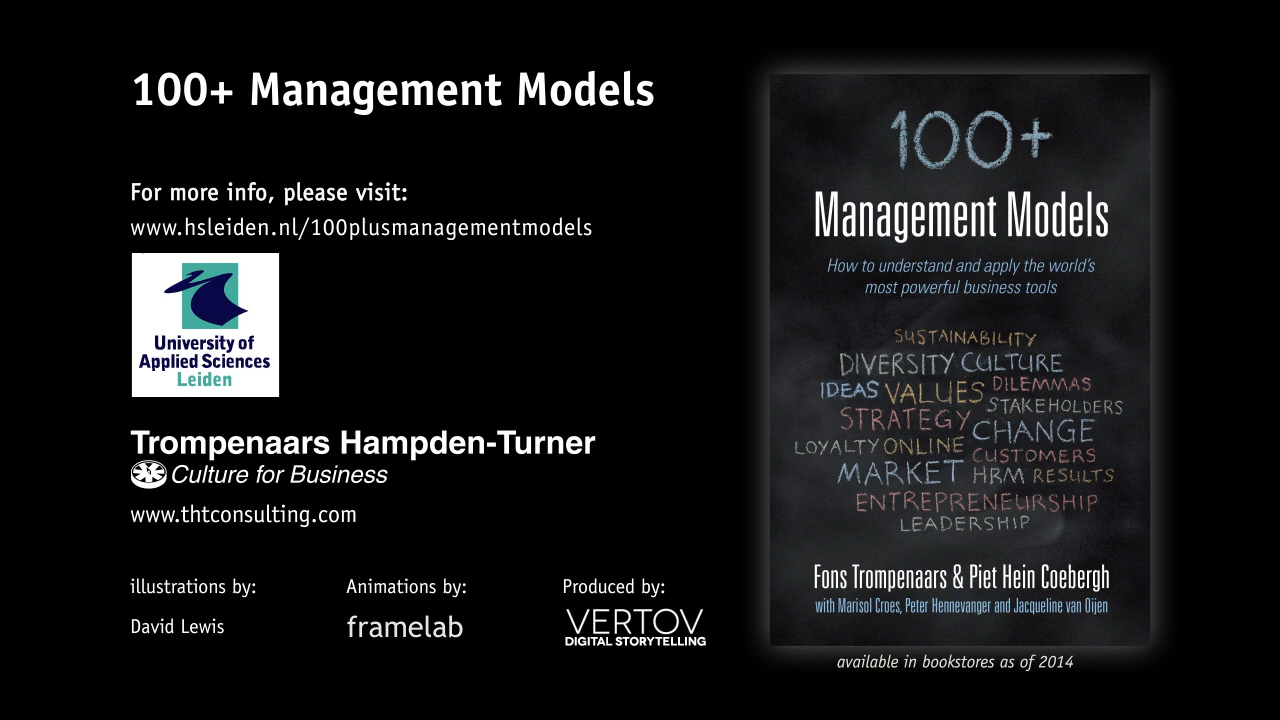 100+ Management Models
For more info, please visit:
www.hsleiden.nl/100plusmanagementmodels
University of
Applied Sciences
Leiden
Trompenaars Hampden-Turner
Culture for Business
www.thtconsulting.com
illustrations by:
David Lewis
Animations by:
framelab
Produced by:
VERTOV
DIGITAL STORYTELLING
100+
Management Models
How to understand and apply the world's
most powerful business tools
SUSTAINABILITY
DIVERSITY CULTURE
IDEAS VALUES DILEMMAS
STAKEHOLDERS
STRATEGY CHANGE
LOYALTY ONLINE CUSTOMERS
MARKET HRM RESULTS
ENTREPRENEURSHIP
LEADERSHIP
Fons Trompenaars & Piet Hein Coebergh
with Marisol Croes, Peter Hennevanger and Jacqueline van Oijen
available in bookstores as of 2014